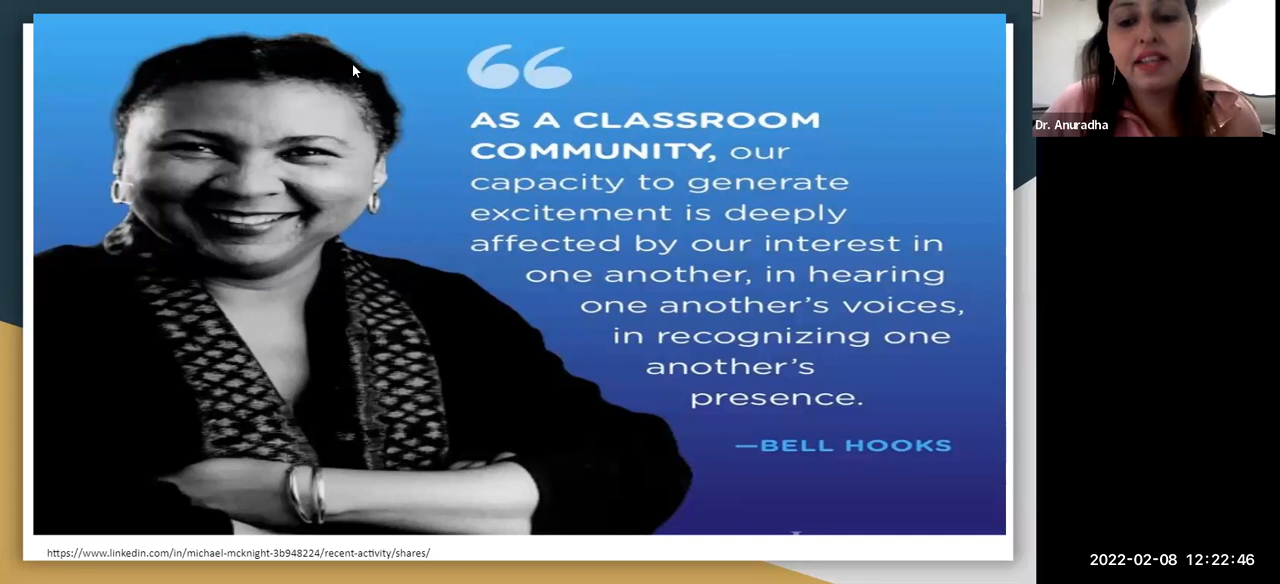 “
AS A CLASSROOM
COMMUNITY, our
capacity to generate
excitement is deeply
affected by our interest in
one another, in hearing
one another’s voices,
in recognizing one
another’s
presence.
—BELL HOOKS
https://www.linkedin.com/in/michael-mcknight-3b948224/recent-activity/shares/
Dr. Anuradha
2022-02-08 12:22:46